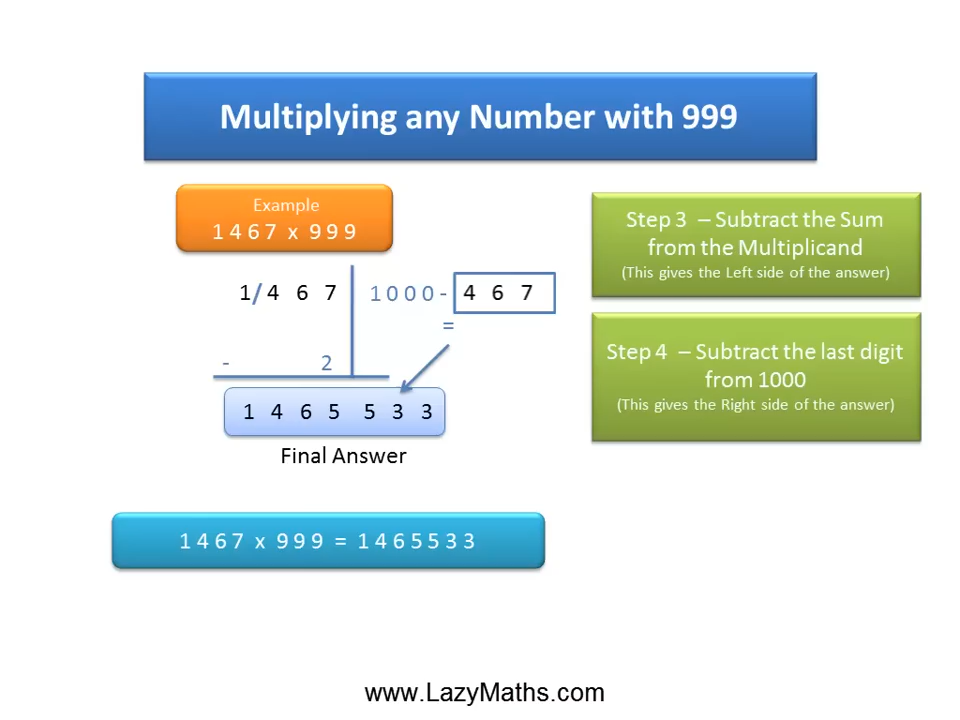 Multiplying any Number with 999
Example
1 4 6 7 x 9 9 9
1 / 4 6 7
1 0 0 0 - 4 6 7
=
- 2
1 4 6 5 5 3 3
Final Answer
1 4 6 7 x 9 9 9 = 1 4 6 5 5 3 3
Step 3 – Subtract the Sum
from the Multiplicand
(This gives the Left side of the answer)
Step 4 – Subtract the last digit
from 1000
(This gives the Right side of the answer)
www.LazyMaths.com